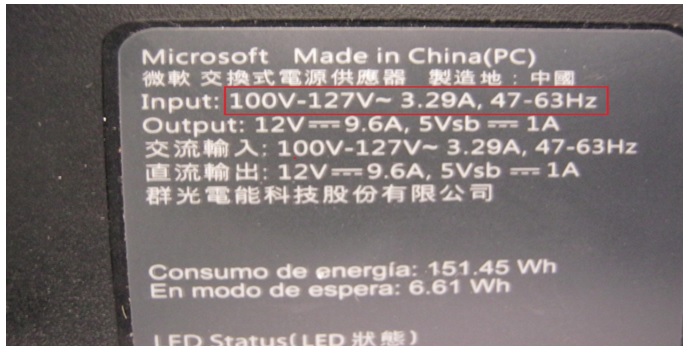 Microsoft Made in China(PC)
微軟 交換式電源供應器 製造地：中國
Input: 100V-127V~ 3.29A, 47-63Hz
Output: 12V⎓9.6A, 5Vsb ⎓ 1A
交流輸入: 100V-127V~ 3.29A, 47-63Hz
直流輸出: 12V⎓9.6A, 5Vsb ⎓ 1A
群光電能科技股份有限公司
Consumo de energía: 151.45 Wh
En modo de espera: 6.61 Wh
LED Status(LED 狀態)